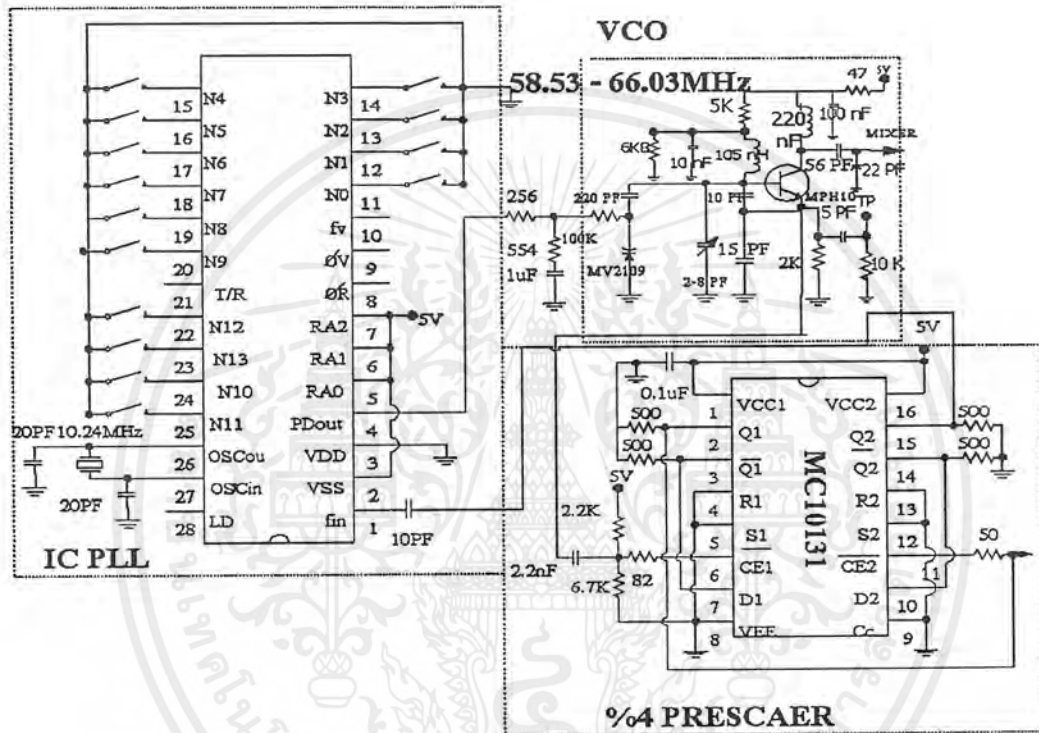 VCO
58.53 - 66.03MHz
47
5V
5K
220
nF
100 nF
MIXER
6K8
10 nF
105 n
56 PF
22 PF
220 PF
10 PF
MPH10
TP
5 PF
256
100K
554
1uF
MV2109
2-8 PF
15 PF
2K
10 K
N4
15
N5
16
N6
17
N7
18
N8
19
N9
20
T/R
21
N12
22
N13
23
N10
24
N11
25
OSCou
26
OSCin
27
LD
28
N3
14
N2
13
N1
12
N0
11
fv
10
ØV
9
ØR
8
RA2
7
RA1
6
RA0
5
PDout
4
VDD
3
VSS
2
fin
1
5V
20PF
10.24MHz
20PF
10PF
IC PLL
5V
0.1uF
500
500
5V
2.2K
2.2nF
6.7K
82
VCC1
1
Q1
2
Q1
3
R1
4
S1
5
CE1
6
D1
7
VEE
8
MC10131
VCC2
16
Q2
15
Q2
14
R2
13
S2
12
CE2
11
D2
10
Cc
9
500
500
50
%4 PRESCAER